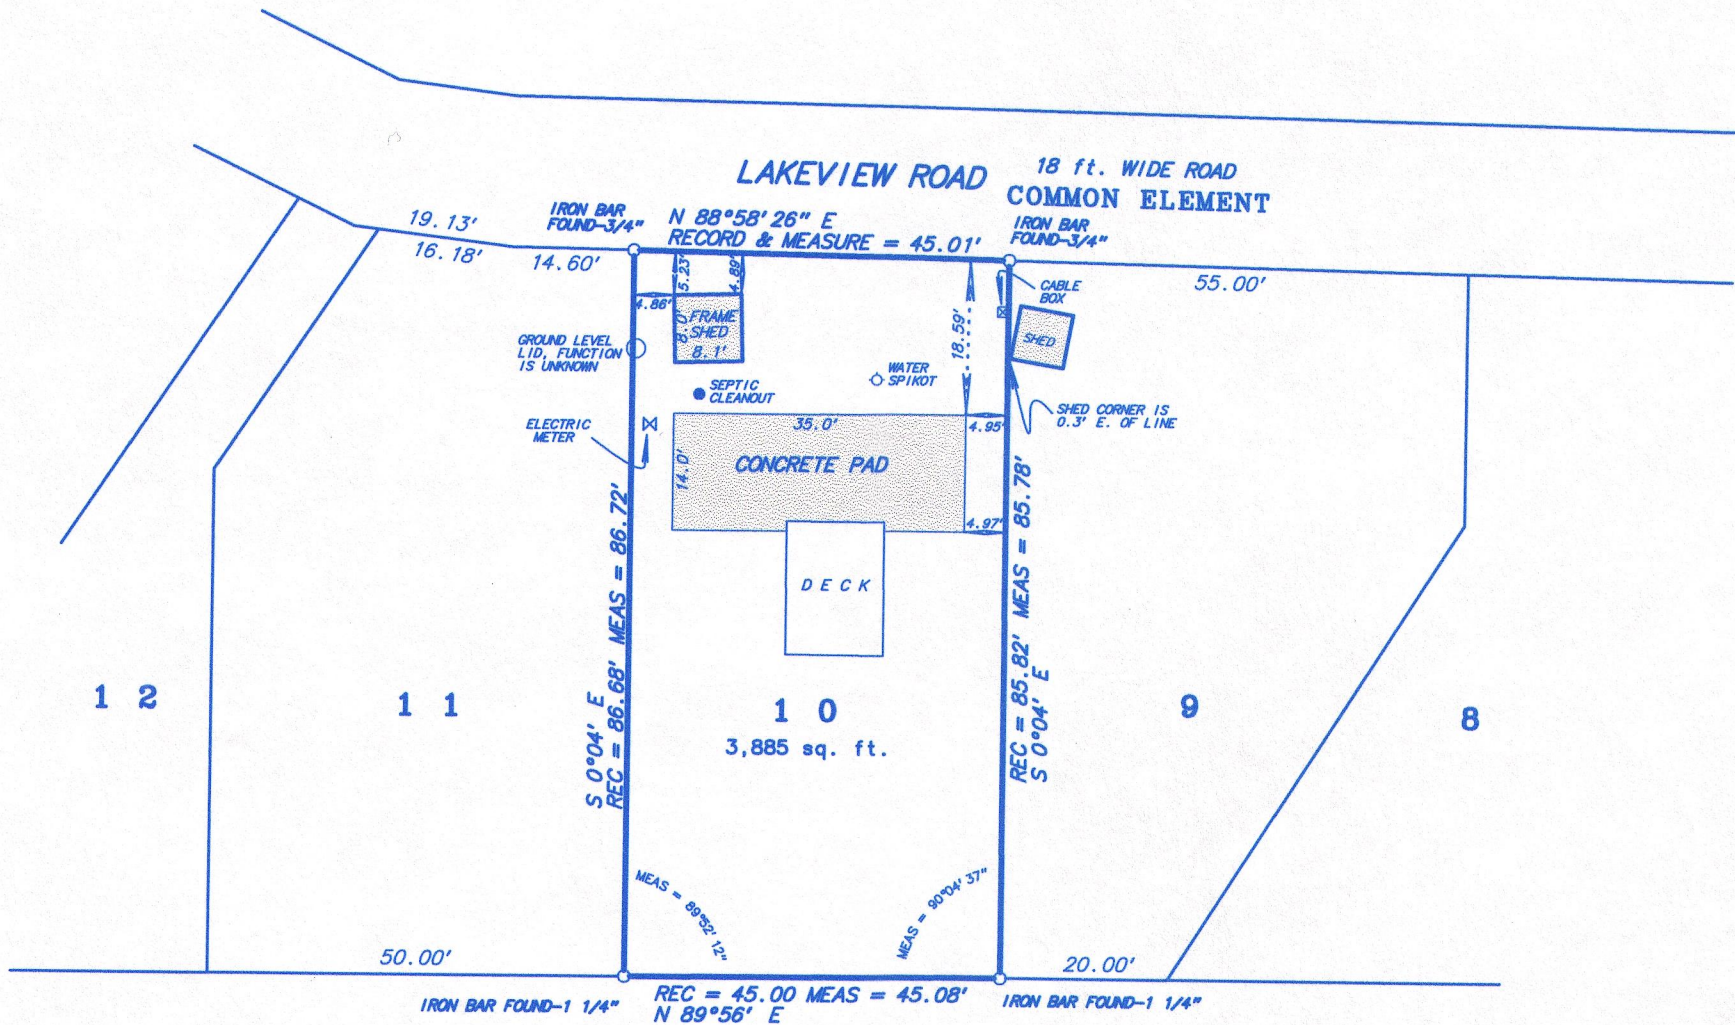 LAKEVIEW ROAD
18 ft. WIDE ROAD
COMMON ELEMENT
IRON BAR
FOUND-3/4"
N 88°58'26" E
RECORD & MEASURE = 45.01'
IRON BAR
FOUND-3/4"
19.13'
16.18'
14.60'
55.00'
5.23'
4.89'
4.86'
8.0'
FRAME
SHED
8.1'
18.59'
CABLE
BOX
SHED
GROUND LEVEL
LID, FUNCTION
IS UNKNOWN
SEPTIC
CLEANOUT
WATER
SPIKOT
SHED CORNER IS
0.3' E. OF LINE
ELECTRIC
METER
35.0'
4.95'
14.0'
CONCRETE PAD
4.97'
DECK
S 0°04' E
REC = 86.68' MEAS = 86.72'
REC = 85.82' MEAS = 85.78'
S 0°04' E
12
11
10
3,885 sq. ft.
9
8
MEAS = 89°52'12"
MEAS = 90°04'37"
50.00'
20.00'
IRON BAR FOUND-1 1/4"
REC = 45.00 MEAS = 45.08'
N 89°56' E
IRON BAR FOUND-1 1/4"